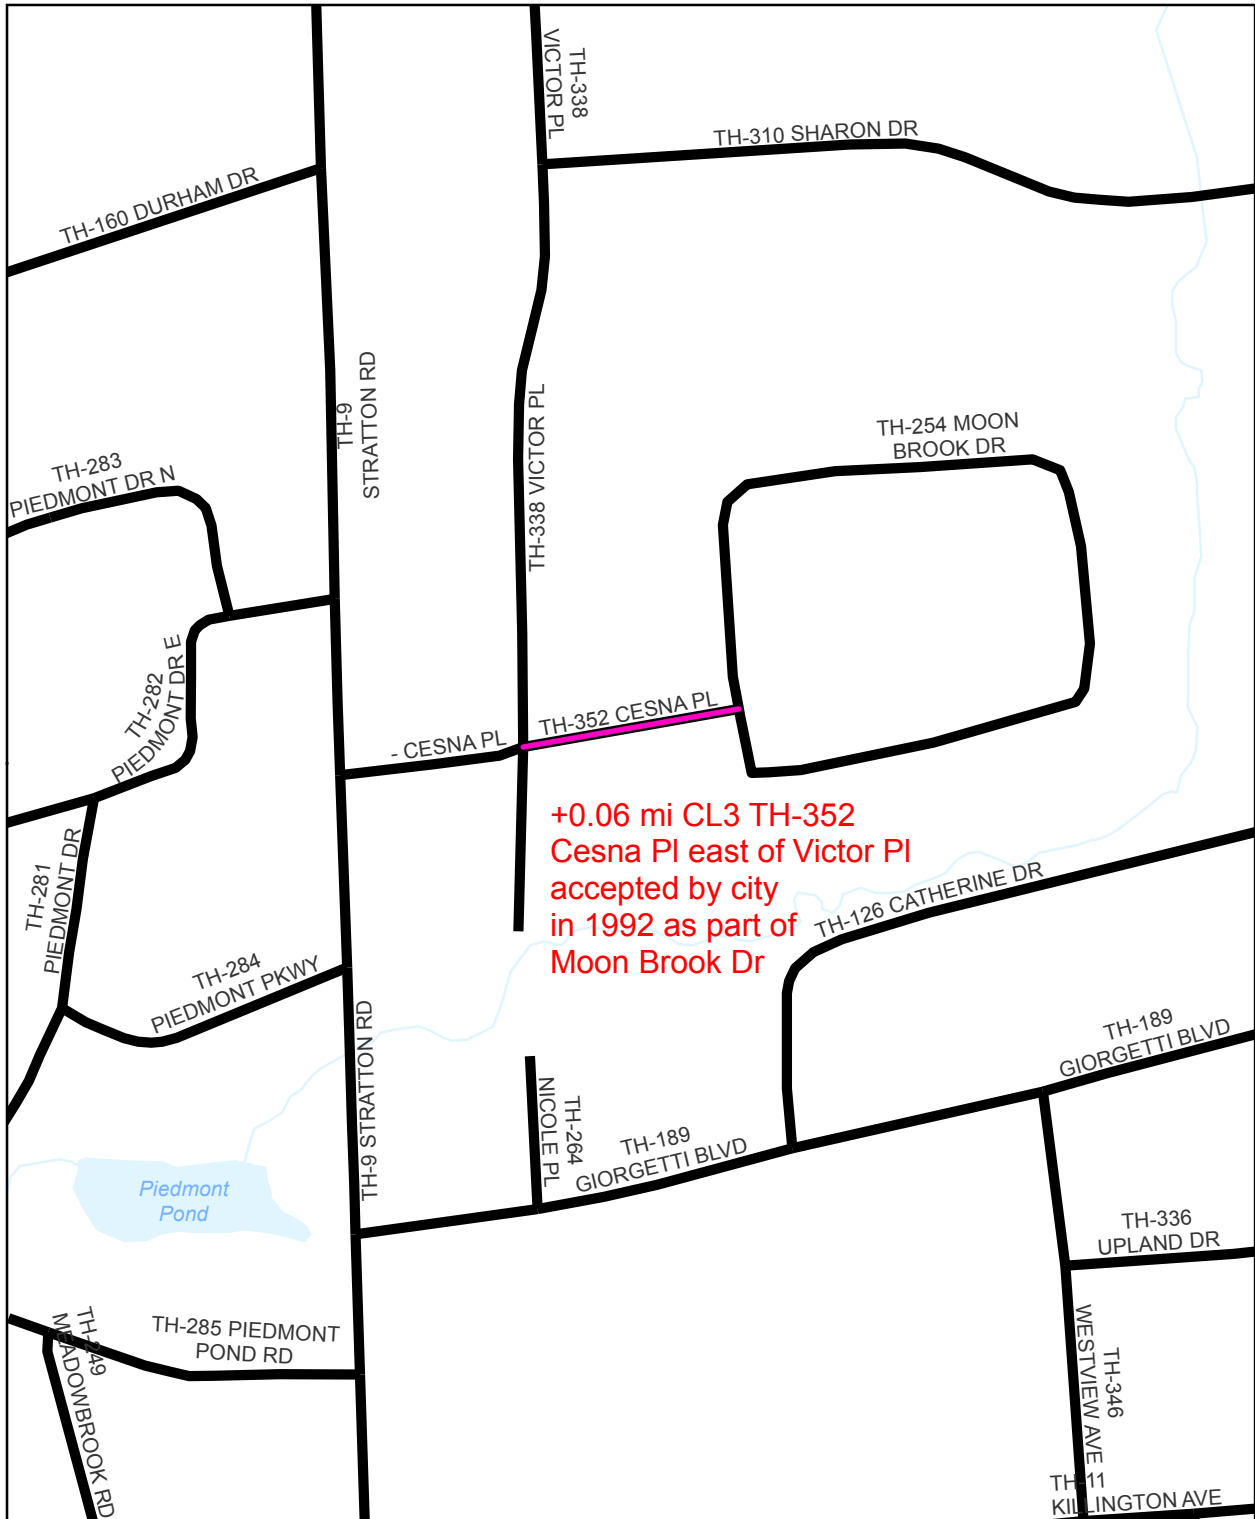 TH-338
VICTOR PL
TH-310 SHARON DR
TH-160 DURHAM DR
TH-9
STRATTON RD
TH-338 VICTOR PL
TH-254 MOON
BROOK DR
TH-283
PIEDMONT DR N
TH-282
PIEDMONT DR E
TH-352 CESNA PL
- CESNA PL
+0.06 mi CL3 TH-352
Cesna Pl east of Victor Pl
accepted by city
in 1992 as part of
Moon Brook Dr
TH-281
PIEDMONT DR
TH-126 CATHERINE DR
TH-284
PIEDMONT PKWY
TH-9 STRATTON RD
TH-189
GIORGETTI BLVD
TH-264
NICOLE PL
TH-189
GIORGETTI BLVD
Piedmont
Pond
TH-336
UPLAND DR
TH-249
MEADOWBROOK RD
TH-285 PIEDMONT
POND RD
TH-346
WESTVIEW AVE
TH-11
KILLINGTON AVE